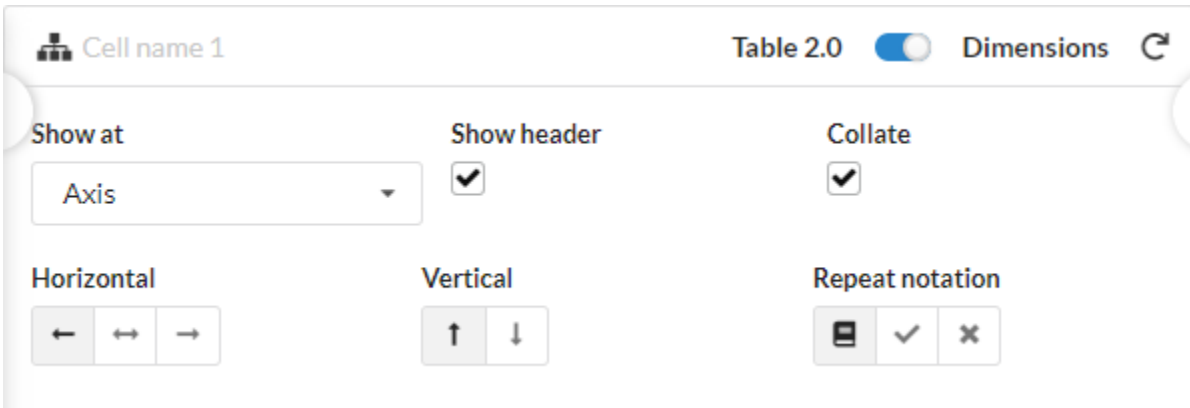 Cell name 1 Table 2.0 Dimensions
Show at Show header Collate
Axis
Horizontal Vertical Repeat notation